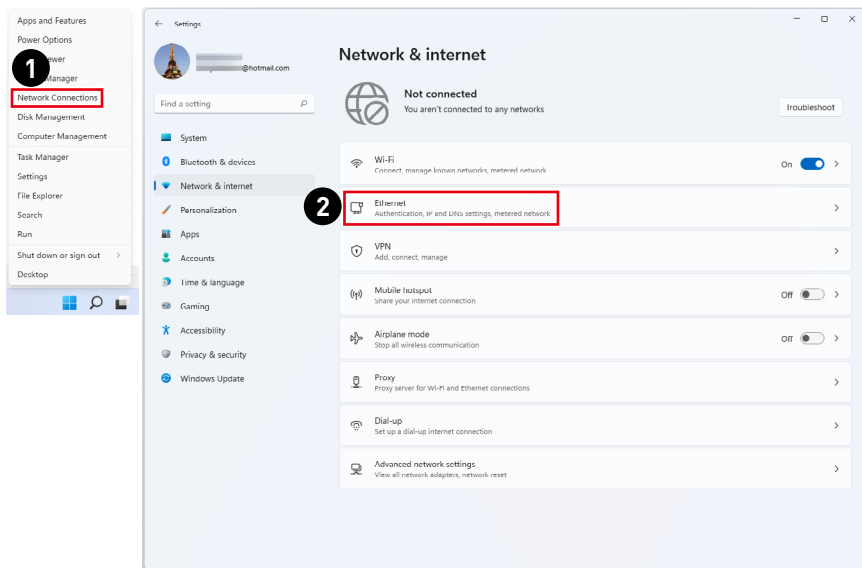 Apps and Features
Power Options
Manager
Network Connections
Disk Management
Computer Management
Task Manager
Settings
File Explorer
Search
Run
Shut down or sign out
Desktop
1
Settings
@hotmail.com
Find a setting
System
Bluetooth & devices
Network & internet
Personalization
Apps
Accounts
Time & language
Gaming
Accessibility
Privacy & security
Windows Update
Network & internet
Not connected
You aren't connected to any networks
Troubleshoot
Wi-Fi
Connect, manage known networks, metered network
On
2
Ethernet
Authentication, IP and DNS settings, metered network
VPN
Add, connect, manage
Mobile hotspot
Share your internet connection
Off
Airplane mode
Stop all wireless communication
Off
Proxy
Proxy server for Wi-Fi and Ethernet connections
Dial-up
Set up a dial-up internet connection
Advanced network settings
View all network adapters, network reset